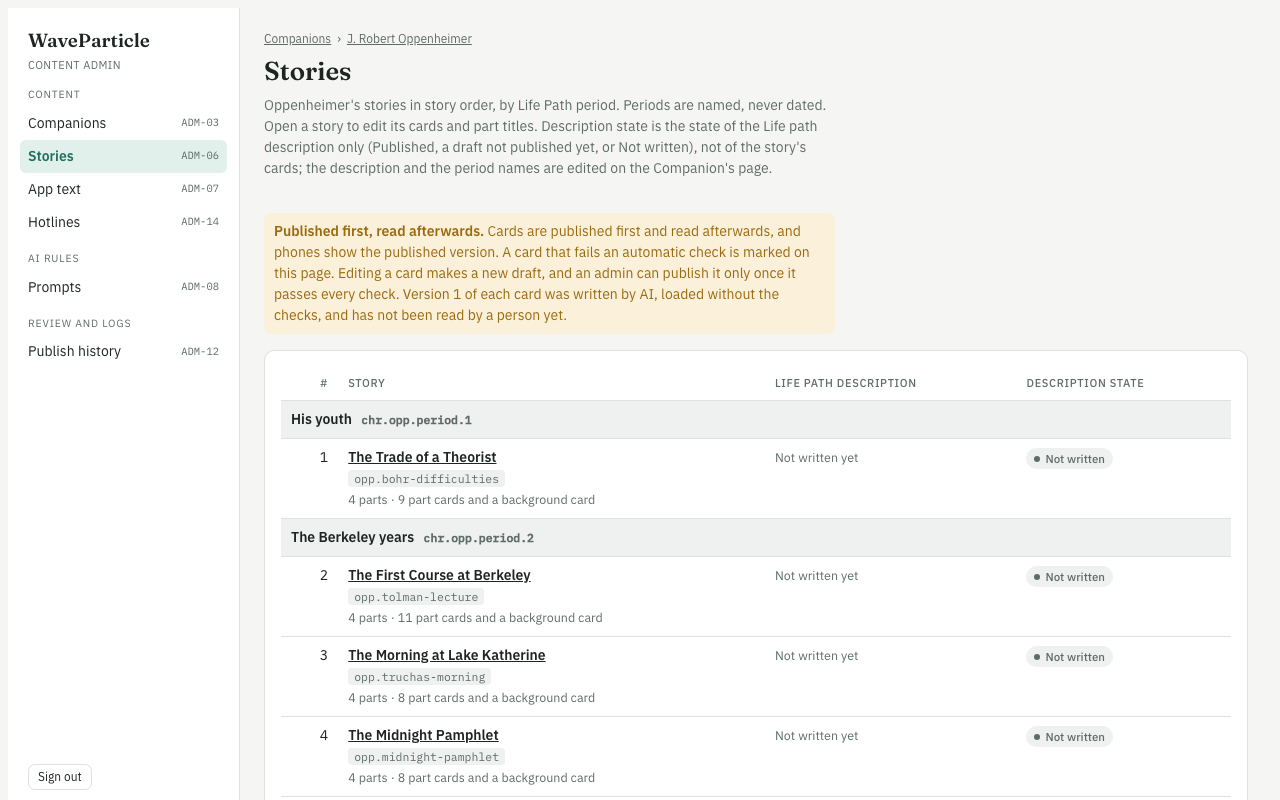 WaveParticle
CONTENT ADMIN
CONTENT
Companions ADM-03
Stories ADM-06
App text ADM-07
Hotlines ADM-14
AI RULES
Prompts ADM-08
REVIEW AND LOGS
Publish history ADM-12
Sign out
Companions › J. Robert Oppenheimer
Stories
Oppenheimer's stories in story order, by Life Path period. Periods are named, never dated.
Open a story to edit its cards and part titles. Description state is the state of the Life path
description only (Published, a draft not published yet, or Not written), not of the story's
cards; the description and the period names are edited on the Companion's page.
Published first, read afterwards. Cards are published first and read afterwards, and
phones show the published version. A card that fails an automatic check is marked on
this page. Editing a card makes a new draft, and an admin can publish it only once it
passes every check. Version 1 of each card was written by AI, loaded without the
checks, and has not been read by a person yet.
# STORY LIFE PATH DESCRIPTION DESCRIPTION STATE
His youth chr.opp.period.1
1 The Trade of a Theorist Not written yet Not written
opp.bohr-difficulties
4 parts · 9 part cards and a background card
The Berkeley years chr.opp.period.2
2 The First Course at Berkeley Not written yet Not written
opp.tolman-lecture
4 parts · 11 part cards and a background card
3 The Morning at Lake Katherine Not written yet Not written
opp.truchas-morning
4 parts · 8 part cards and a background card
4 The Midnight Pamphlet Not written yet Not written
opp.midnight-pamphlet
4 parts · 8 part cards and a background card